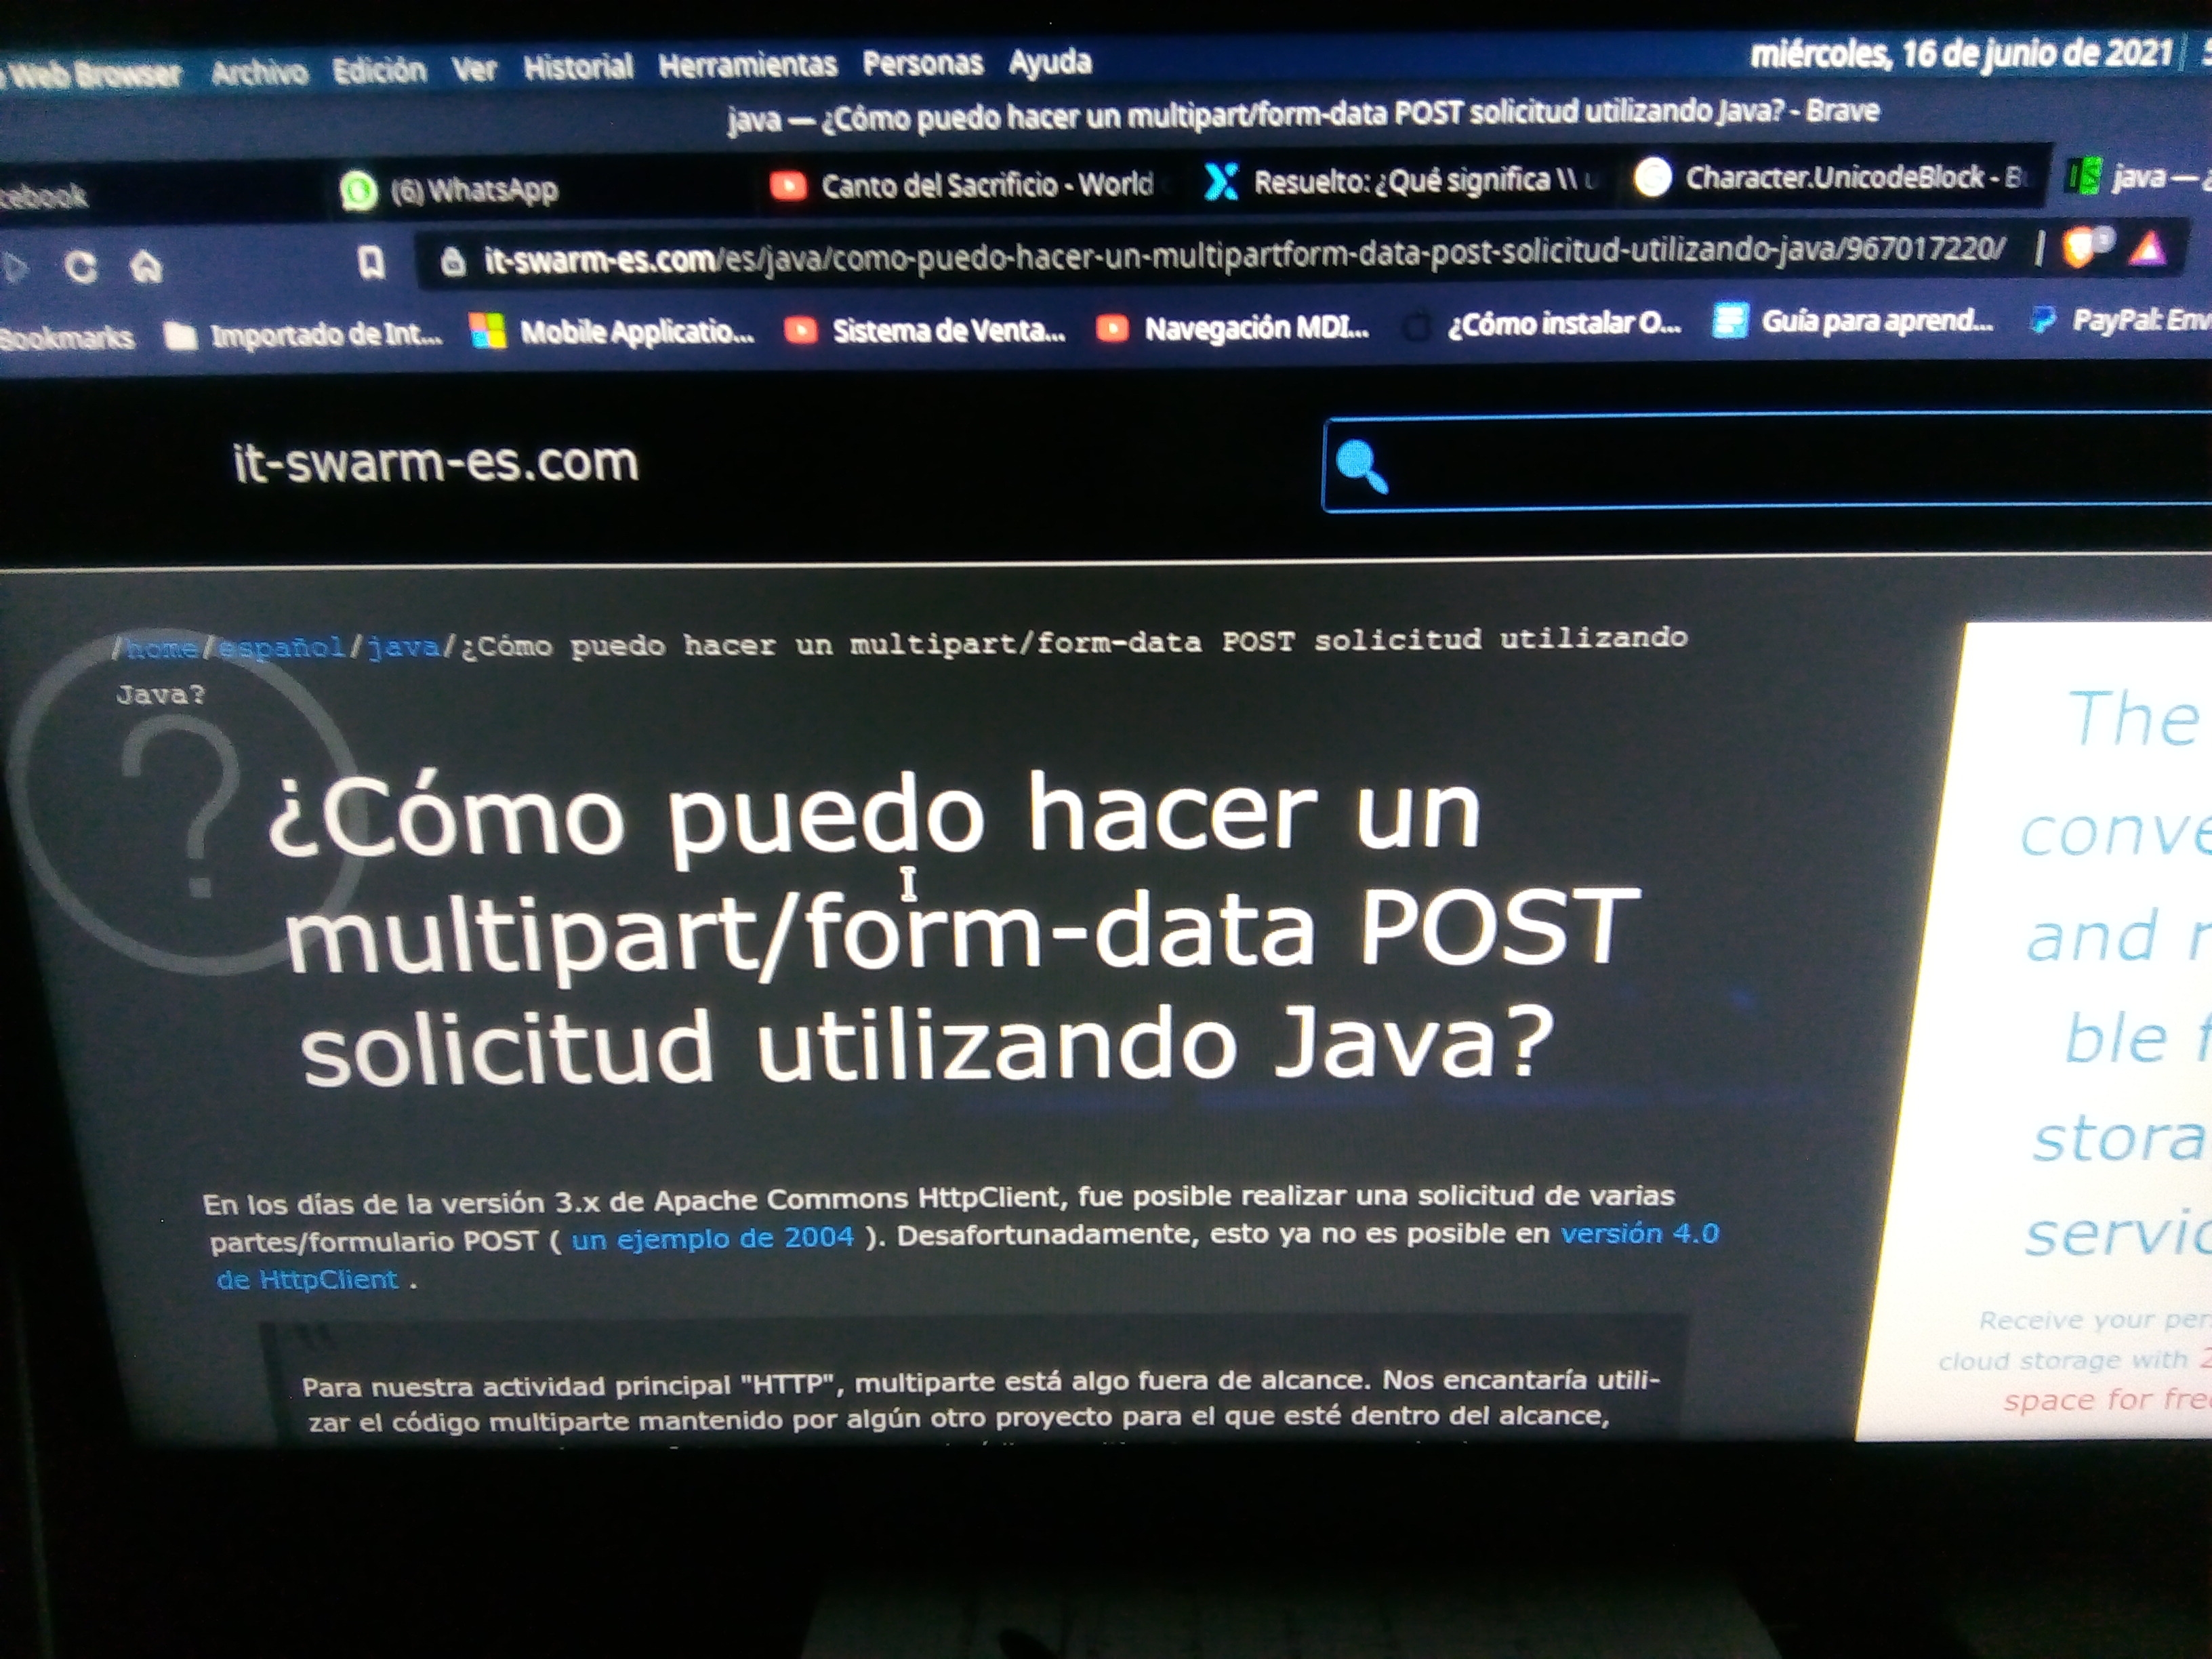 Web Browser Archivo Edición Ver Historial Herramientas Personas Ayuda miércoles, 16 de junio de 2021
java — ¿Cómo puedo hacer un multipart/form-data POST solicitud utilizando Java? - Brave
cebook (6) WhatsApp Canto del Sacrificio - World Resuelto: ¿Qué significa \\ u Character.UnicodeBlock - B java — ¿
it-swarm-es.com/es/java/como-puedo-hacer-un-multipartform-data-post-solicitud-utilizando-java/967017220/
Bookmarks Importado de Int... Mobile Applicatio... Sistema de Venta... Navegación MDI... ¿Cómo instalar O... Guía para aprend... PayPal: Env
it-swarm-es.com
/home/español/java/¿Cómo puedo hacer un multipart/form-data POST solicitud utilizando
Java?
¿Cómo puedo hacer un
multipart/form-data POST
solicitud utilizando Java?
En los días de la versión 3.x de Apache Commons HttpClient, fue posible realizar una solicitud de varias
partes/formulario POST ( un ejemplo de 2004 ). Desafortunadamente, esto ya no es posible en versión 4.0
de HttpClient .
Para nuestra actividad principal "HTTP", multiparte está algo fuera de alcance. Nos encantaría utili-
zar el código multiparte mantenido por algún otro proyecto para el que esté dentro del alcance,
The
conve
and r
ble f
stora
servic
Receive your per
cloud storage with 2
space for fre